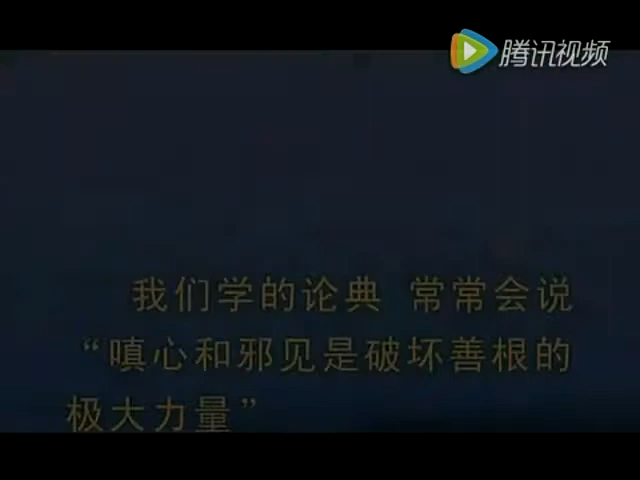 腾讯视频
我们学的论典 常常会说
“嗔心和邪见是破坏善根的
极大力量”